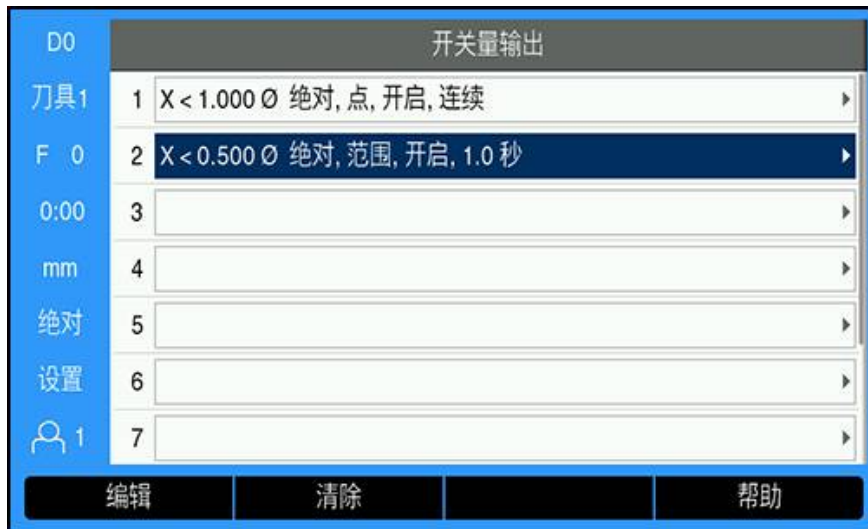 D0
开关量输出
刀具1
1 X < 1.000 Ø 绝对, 点, 开启, 连续
F 0
2 X < 0.500 Ø 绝对, 范围, 开启, 1.0 秒
0:00
3
mm
4
绝对
5
设置
6
1
7
编辑 清除 帮助